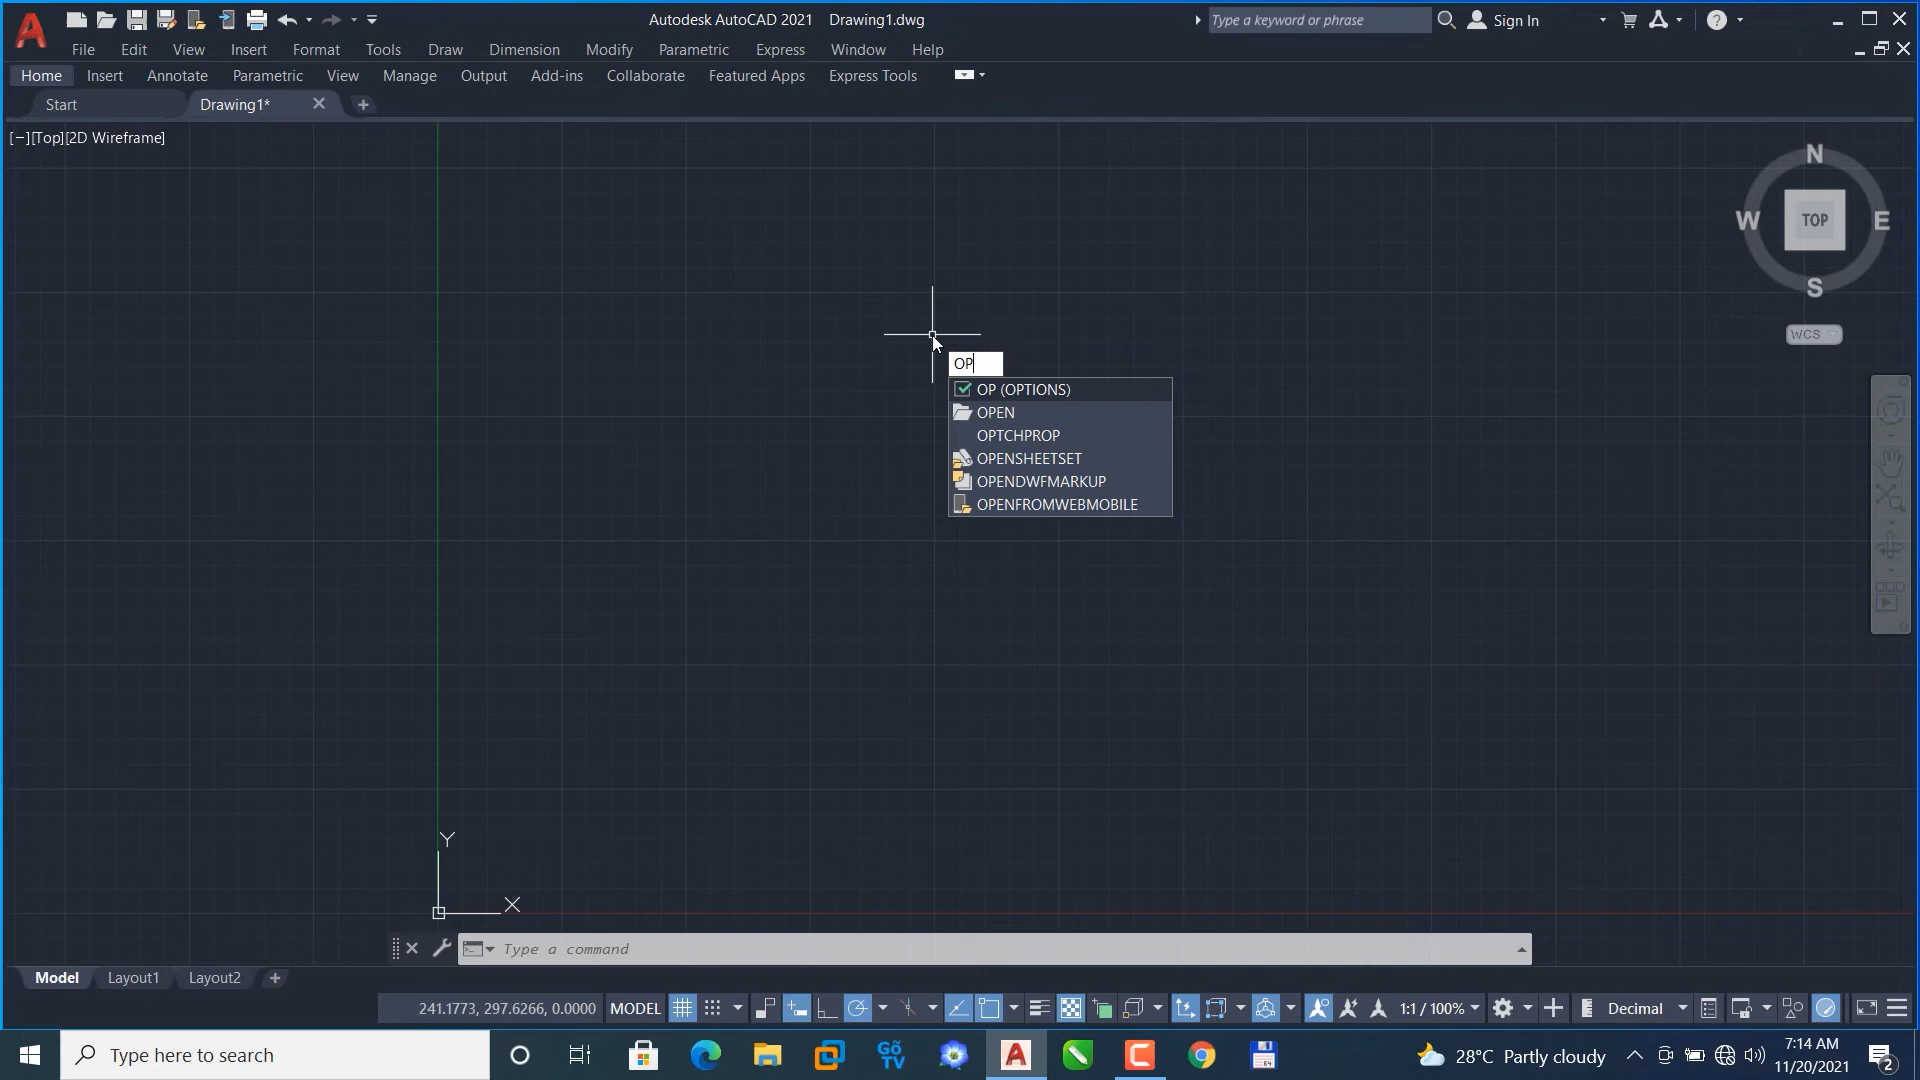 Autodesk AutoCAD 2021 Drawing1.dwg
Type a keyword or phrase
Sign In
File Edit View Insert Format Tools Draw Dimension Modify Parametric Express Window Help
Home Insert Annotate Parametric View Manage Output Add-ins Collaborate Featured Apps Express Tools
Start
Drawing1*
[−][Top][2D Wireframe]
N
W
TOP
E
S
WCS
OP
OP (OPTIONS)
OPEN
OPTCHPROP
OPENSHEETSET
OPENDWFMARKUP
OPENFROMWEBMOBILE
Y
X
Type a command
Model Layout1 Layout2
241.1773, 297.6266, 0.0000 MODEL 1:1 / 100% Decimal
Type here to search
GõTV
64
28°C Partly cloudy
7:14 AM
11/20/2021
2